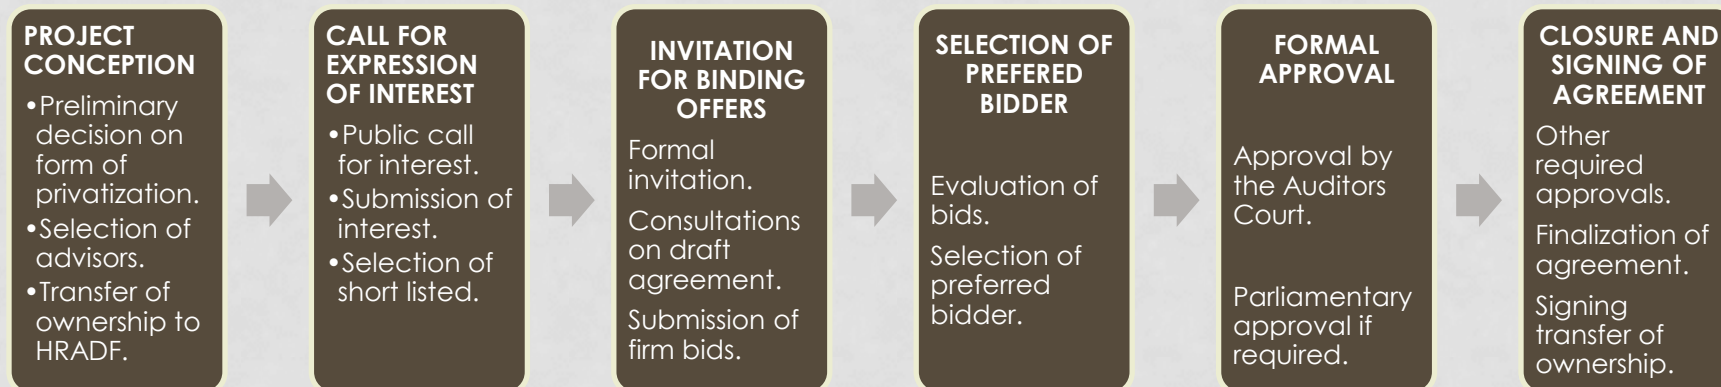 PROJECT
CONCEPTION
•Preliminary
decision on
form of
privatization.
•Selection of
advisors.
•Transfer of
ownership to
HRADF.
CALL FOR
EXPRESSION
OF INTEREST
•Public call
for interest.
•Submission of
interest.
•Selection of
short listed.
INVITATION
FOR BINDING
OFFERS
Formal
invitation.
Consultations
on draft
agreement.
Submission of
firm bids.
SELECTION OF
PREFERED
BIDDER
Evaluation of
bids.
Selection of
preferred
bidder.
FORMAL
APPROVAL
Approval by
the Auditors
Court.
Parliamentary
approval if
required.
CLOSURE AND
SIGNING OF
AGREEMENT
Other
required
approvals.
Finalization of
agreement.
Signing
transfer of
ownership.